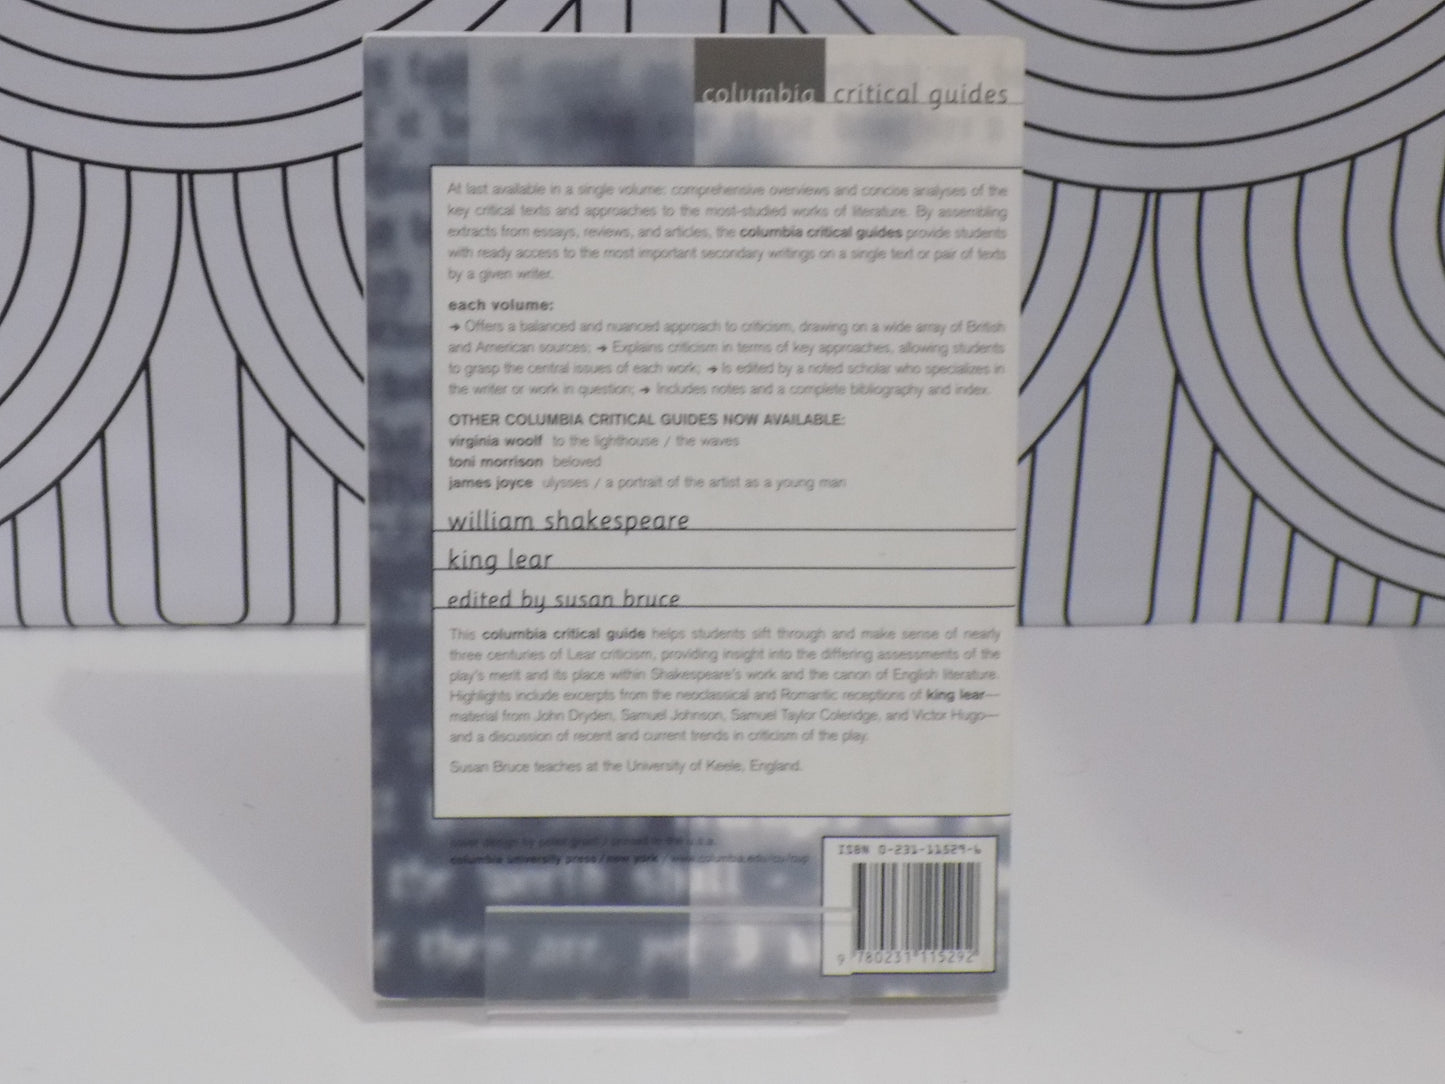 columbia critical guides
At last available in a single volume: comprehensive overviews and concise analyses of the
key critical texts and approaches to the most-studied works of literature. By assembling
extracts from essays, reviews, and articles, the columbia critical guides provide students
with ready access to the most important secondary writings on a single text or pair of texts
by a given writer.
each volume:
➔ Offers a balanced and nuanced approach to criticism, drawing on a wide array of British
and American sources; ➔ Explains criticism in terms of key approaches, allowing students
to grasp the central issues of each work; ➔ Is edited by a noted scholar who specializes in
the writer or work in question; ➔ Includes notes and a complete bibliography and index.
OTHER COLUMBIA CRITICAL GUIDES NOW AVAILABLE:
virginia woolf to the lighthouse / the waves
toni morrison beloved
james joyce ulysses / a portrait of the artist as a young man
william shakespeare
king lear
edited by susan bruce
This columbia critical guide helps students sift through and make sense of nearly
three centuries of Lear criticism, providing insight into the differing assessments of the
play's merit and its place within Shakespeare's work and the canon of English literature.
Highlights include excerpts from the neoclassical and Romantic receptions of king lear—
material from John Dryden, Samuel Johnson, Samuel Taylor Coleridge, and Victor Hugo—
and a discussion of recent and current trends in criticism of the play.
Susan Bruce teaches at the University of Keele, England.
cover design by peter grant / printed in the u.s.a.
columbia university press / new york / www.columbia.edu/cu/cup
ISBN 0-231-11529-6
9 780231 115292
the worth shall